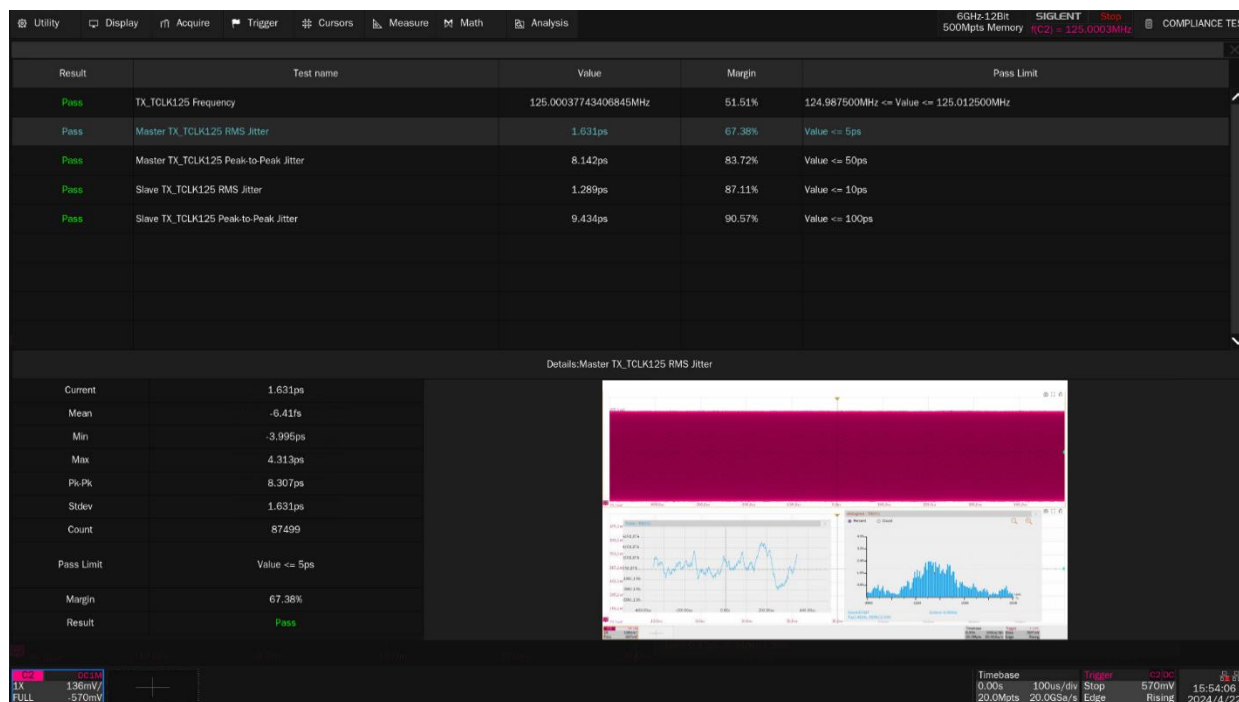 Utility Display Acquire Trigger Cursors Measure Math Analysis 6GHz-12Bit SIGLENT Stop COMPLIANCE TES
500Mpts Memory f(C2) = 125.0003MHz
Result Test name Value Margin Pass Limit
Pass TX_TCLK125 Frequency 125.00037743406845MHz 51.51% 124.987500MHz <= Value <= 125.012500MHz
Pass Master TX_TCLK125 RMS Jitter 1.631ps 67.38% Value <= 5ps
Pass Master TX_TCLK125 Peak-to-Peak Jitter 8.142ps 83.72% Value <= 50ps
Pass Slave TX_TCLK125 RMS Jitter 1.289ps 87.11% Value <= 10ps
Pass Slave TX_TCLK125 Peak-to-Peak Jitter 9.434ps 90.57% Value <= 100ps
Details:Master TX_TCLK125 RMS Jitter
Current 1.631ps
Mean -6.41fs
Min -3.995ps
Max 4.313ps
Pk-Pk 8.307ps
Stdev 1.631ps
Count 87499
Pass Limit Value <= 5ps
Margin 67.38%
Result Pass
C2 DC1M
1X 136mV/
FULL -570mV
Timebase
0.00s 100us/div
20.0Mpts 20.0GSa/s
Trigger C2 DC
Stop 570mV
Edge Rising
15:54:06
2024/4/22